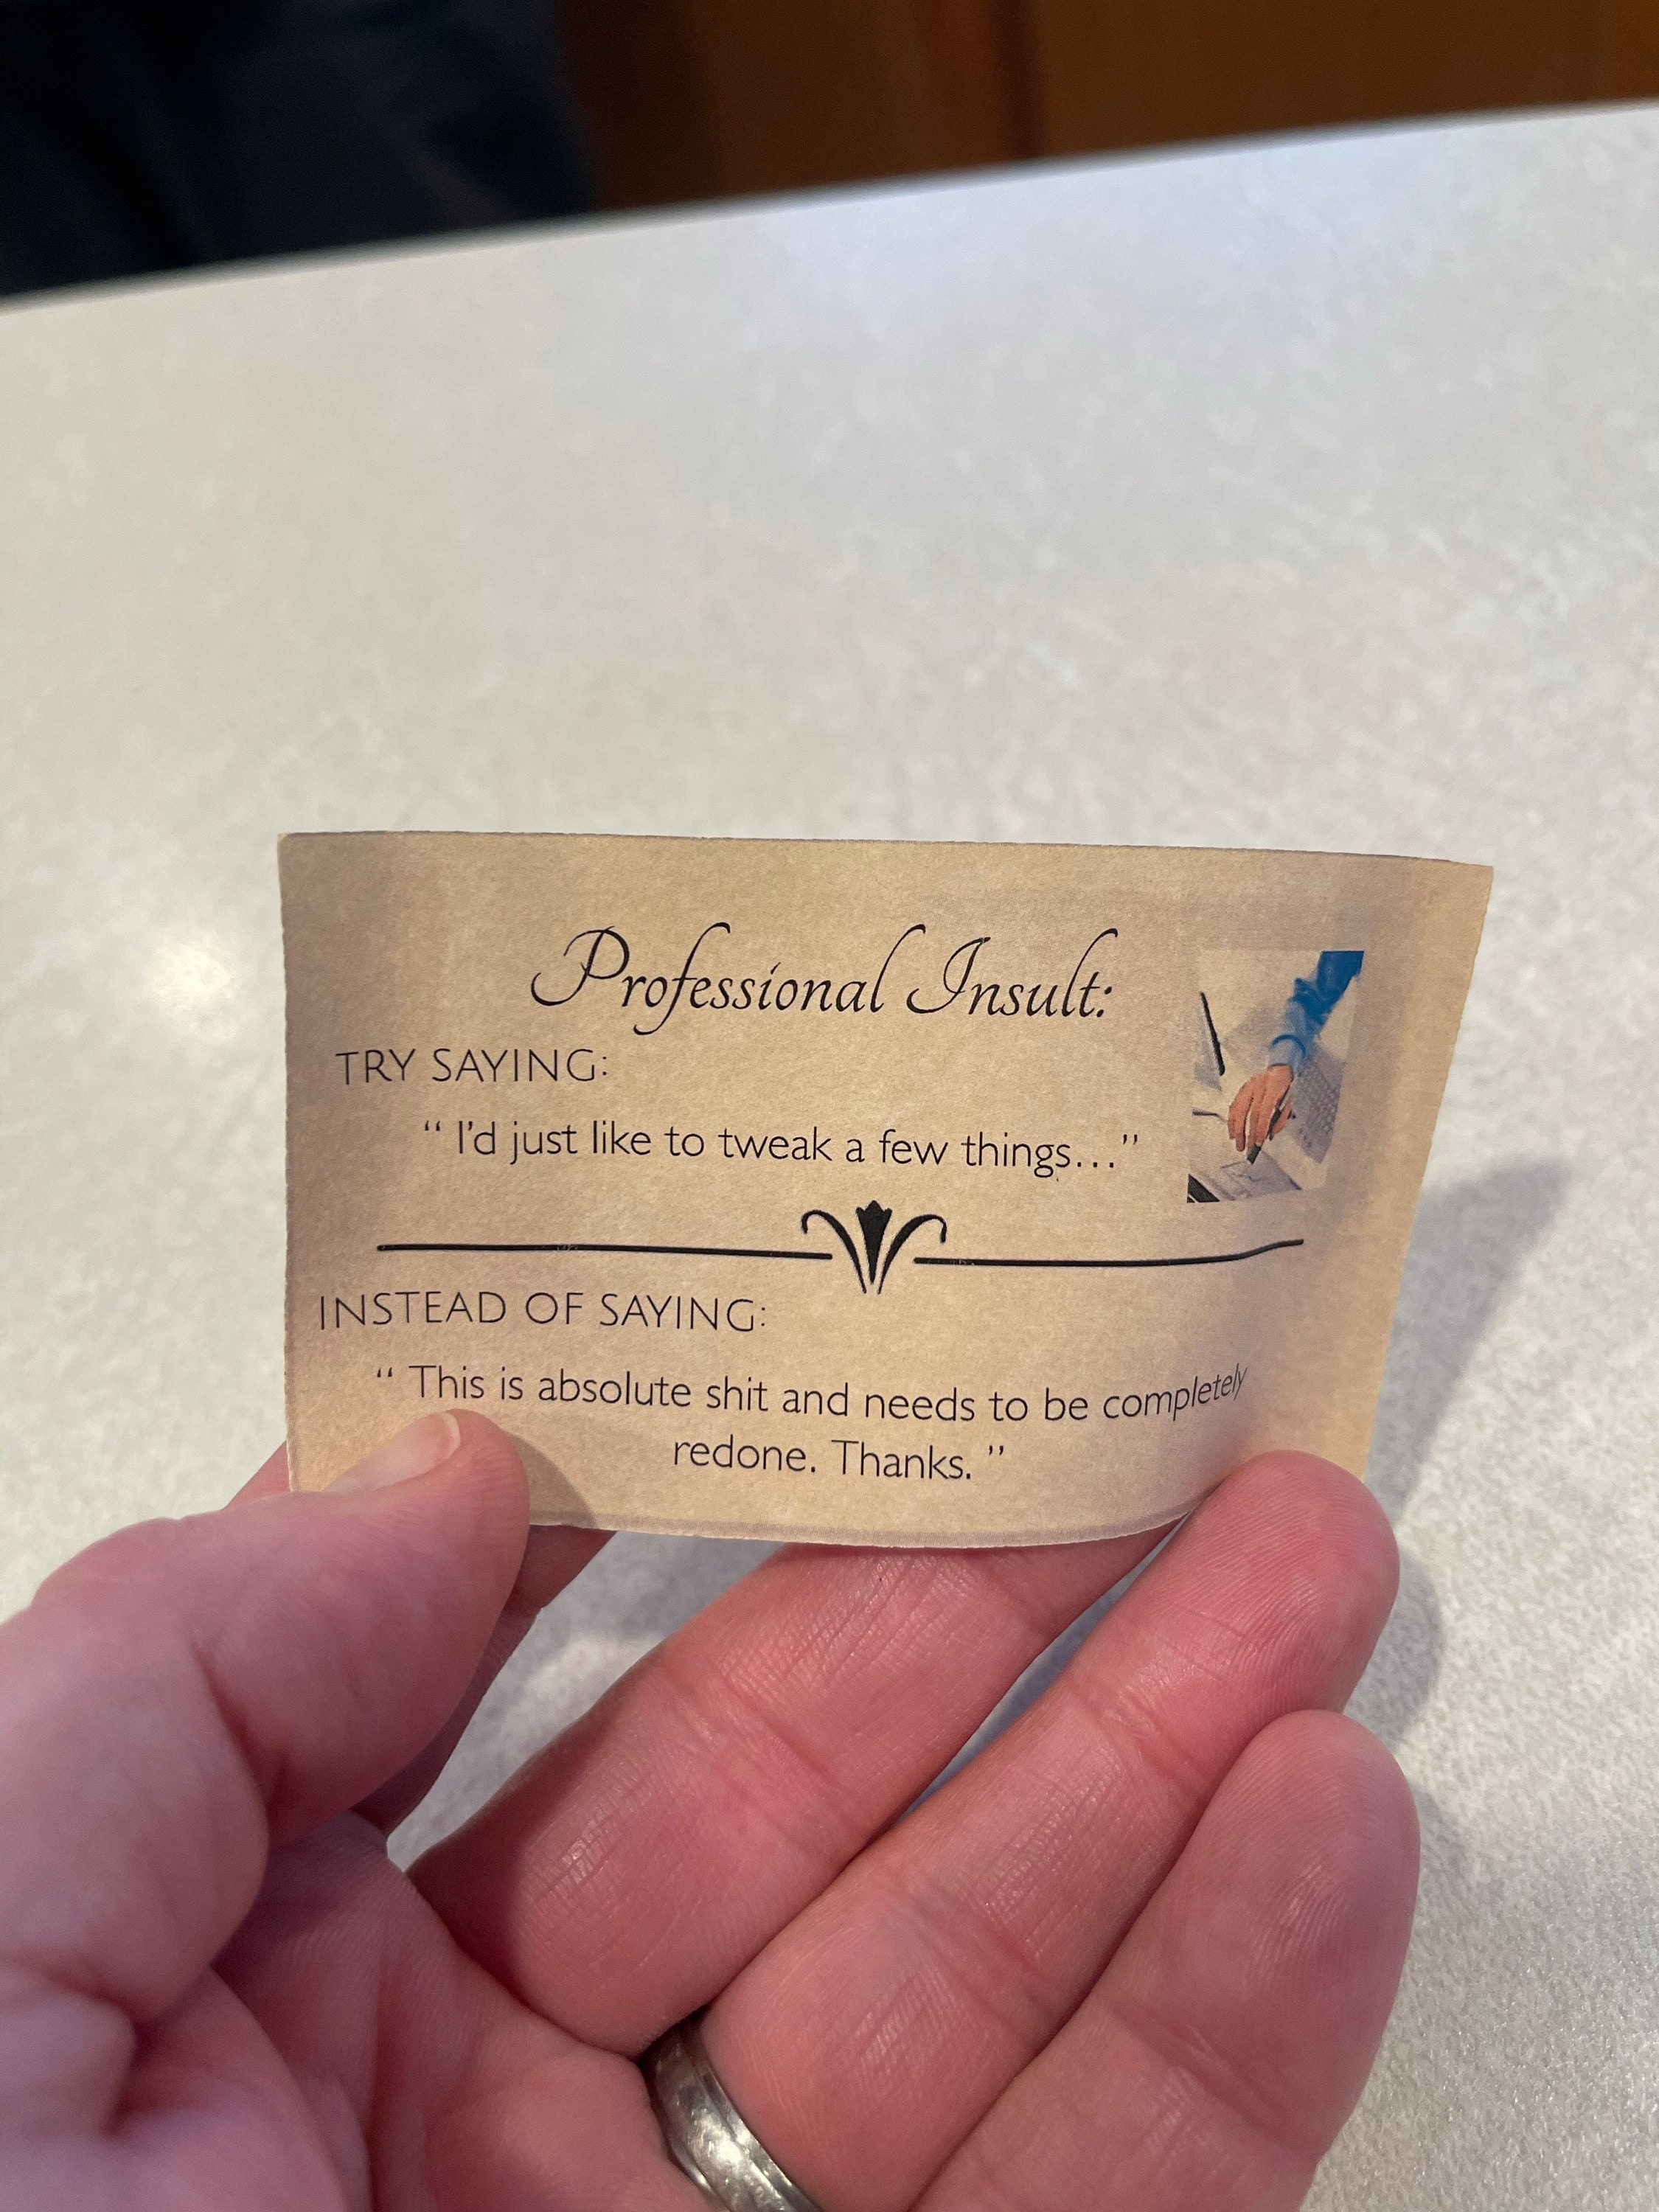 Professional Insult:
TRY SAYING:
“ I’d just like to tweak a few things...”
INSTEAD OF SAYING:
“ This is absolute shit and needs to be completely
redone. Thanks. ”